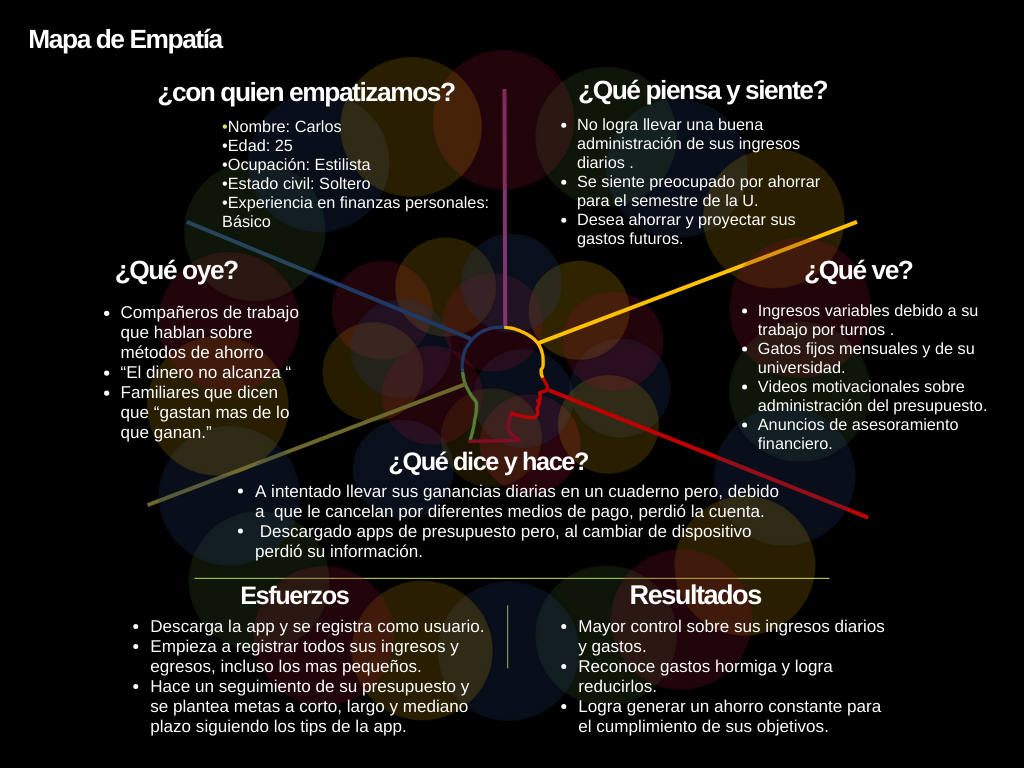 Mapa de Empatía
¿con quien empatizamos?
•Nombre: Carlos
•Edad: 25
•Ocupación: Estilista
•Estado civil: Soltero
•Experiencia en finanzas personales:
Básico
¿Qué piensa y siente?
• No logra llevar una buena
administración de sus ingresos
diarios .
• Se siente preocupado por ahorrar
para el semestre de la U.
• Desea ahorrar y proyectar sus
gastos futuros.
¿Qué oye?
• Compañeros de trabajo
que hablan sobre
métodos de ahorro
• “El dinero no alcanza “
• Familiares que dicen
que “gastan mas de lo
que ganan.”
¿Qué ve?
• Ingresos variables debido a su
trabajo por turnos .
• Gatos fijos mensuales y de su
universidad.
• Videos motivacionales sobre
administración del presupuesto.
• Anuncios de asesoramiento
financiero.
¿Qué dice y hace?
• A intentado llevar sus ganancias diarias en un cuaderno pero, debido
a  que le cancelan por diferentes medios de pago, perdió la cuenta.
•  Descargado apps de presupuesto pero, al cambiar de dispositivo
perdió su información.
Esfuerzos
• Descarga la app y se registra como usuario.
• Empieza a registrar todos sus ingresos y
egresos, incluso los mas pequeños.
• Hace un seguimiento de su presupuesto y
se plantea metas a corto, largo y mediano
plazo siguiendo los tips de la app.
Resultados
• Mayor control sobre sus ingresos diarios
y gastos.
• Reconoce gastos hormiga y logra
reducirlos.
• Logra generar un ahorro constante para
el cumplimiento de sus objetivos.